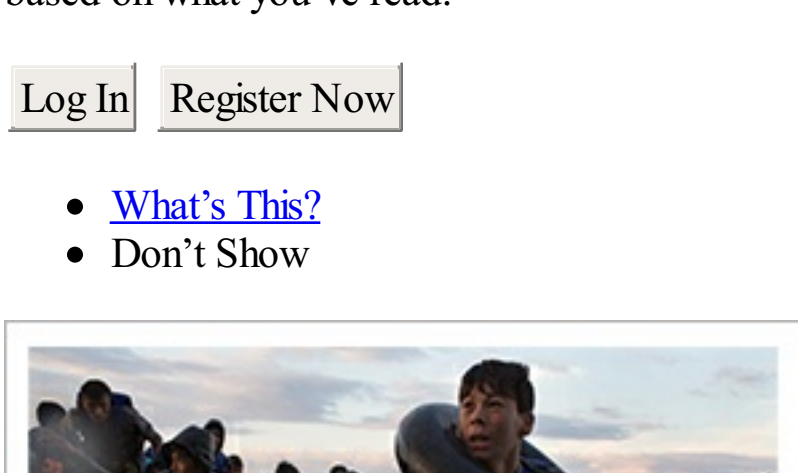 based on what you've read.
Log In Register Now
What's This?
Don't Show